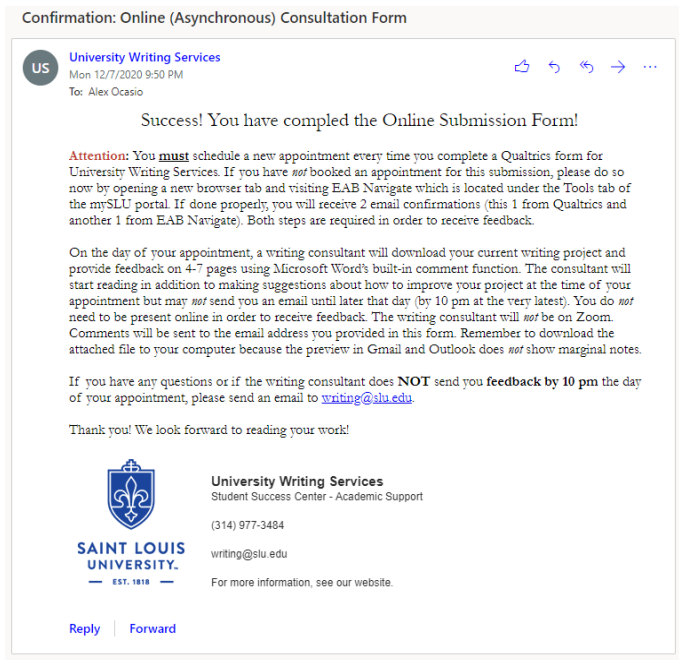 Confirmation: Online (Asynchronous) Consultation Form
US
University Writing Services
Mon 12/7/2020 9:50 PM
To: Alex Ocasio
Success! You have compled the Online Submission Form!
Attention: You must schedule a new appointment every time you complete a Qualtrics form for
University Writing Services. If you have not booked an appointment for this submission, please do so
now by opening a new browser tab and visiting EAB Navigate which is located under the Tools tab of
the mySLU portal. If done properly, you will receive 2 email confirmations (this 1 from Qualtrics and
another 1 from EAB Navigate). Both steps are required in order to receive feedback.
On the day of your appointment, a writing consultant will download your current writing project and
provide feedback on 4-7 pages using Microsoft Word's built-in comment function. The consultant will
start reading in addition to making suggestions about how to improve your project at the time of your
appointment but may not send you an email until later that day (by 10 pm at the very latest). You do not
need to be present online in order to receive feedback. The writing consultant will not be on Zoom.
Comments will be sent to the email address you provided in this form. Remember to download the
attached file to your computer because the preview in Gmail and Outlook does not show marginal notes.
If you have any questions or if the writing consultant does NOT send you feedback by 10 pm the day
of your appointment, please send an email to writing@slu.edu.
Thank you! We look forward to reading your work!
SAINT LOUIS
UNIVERSITY™
EST. 1818
University Writing Services
Student Success Center - Academic Support
(314) 977-3484
writing@slu.edu
For more information, see our website.
Reply
Forward